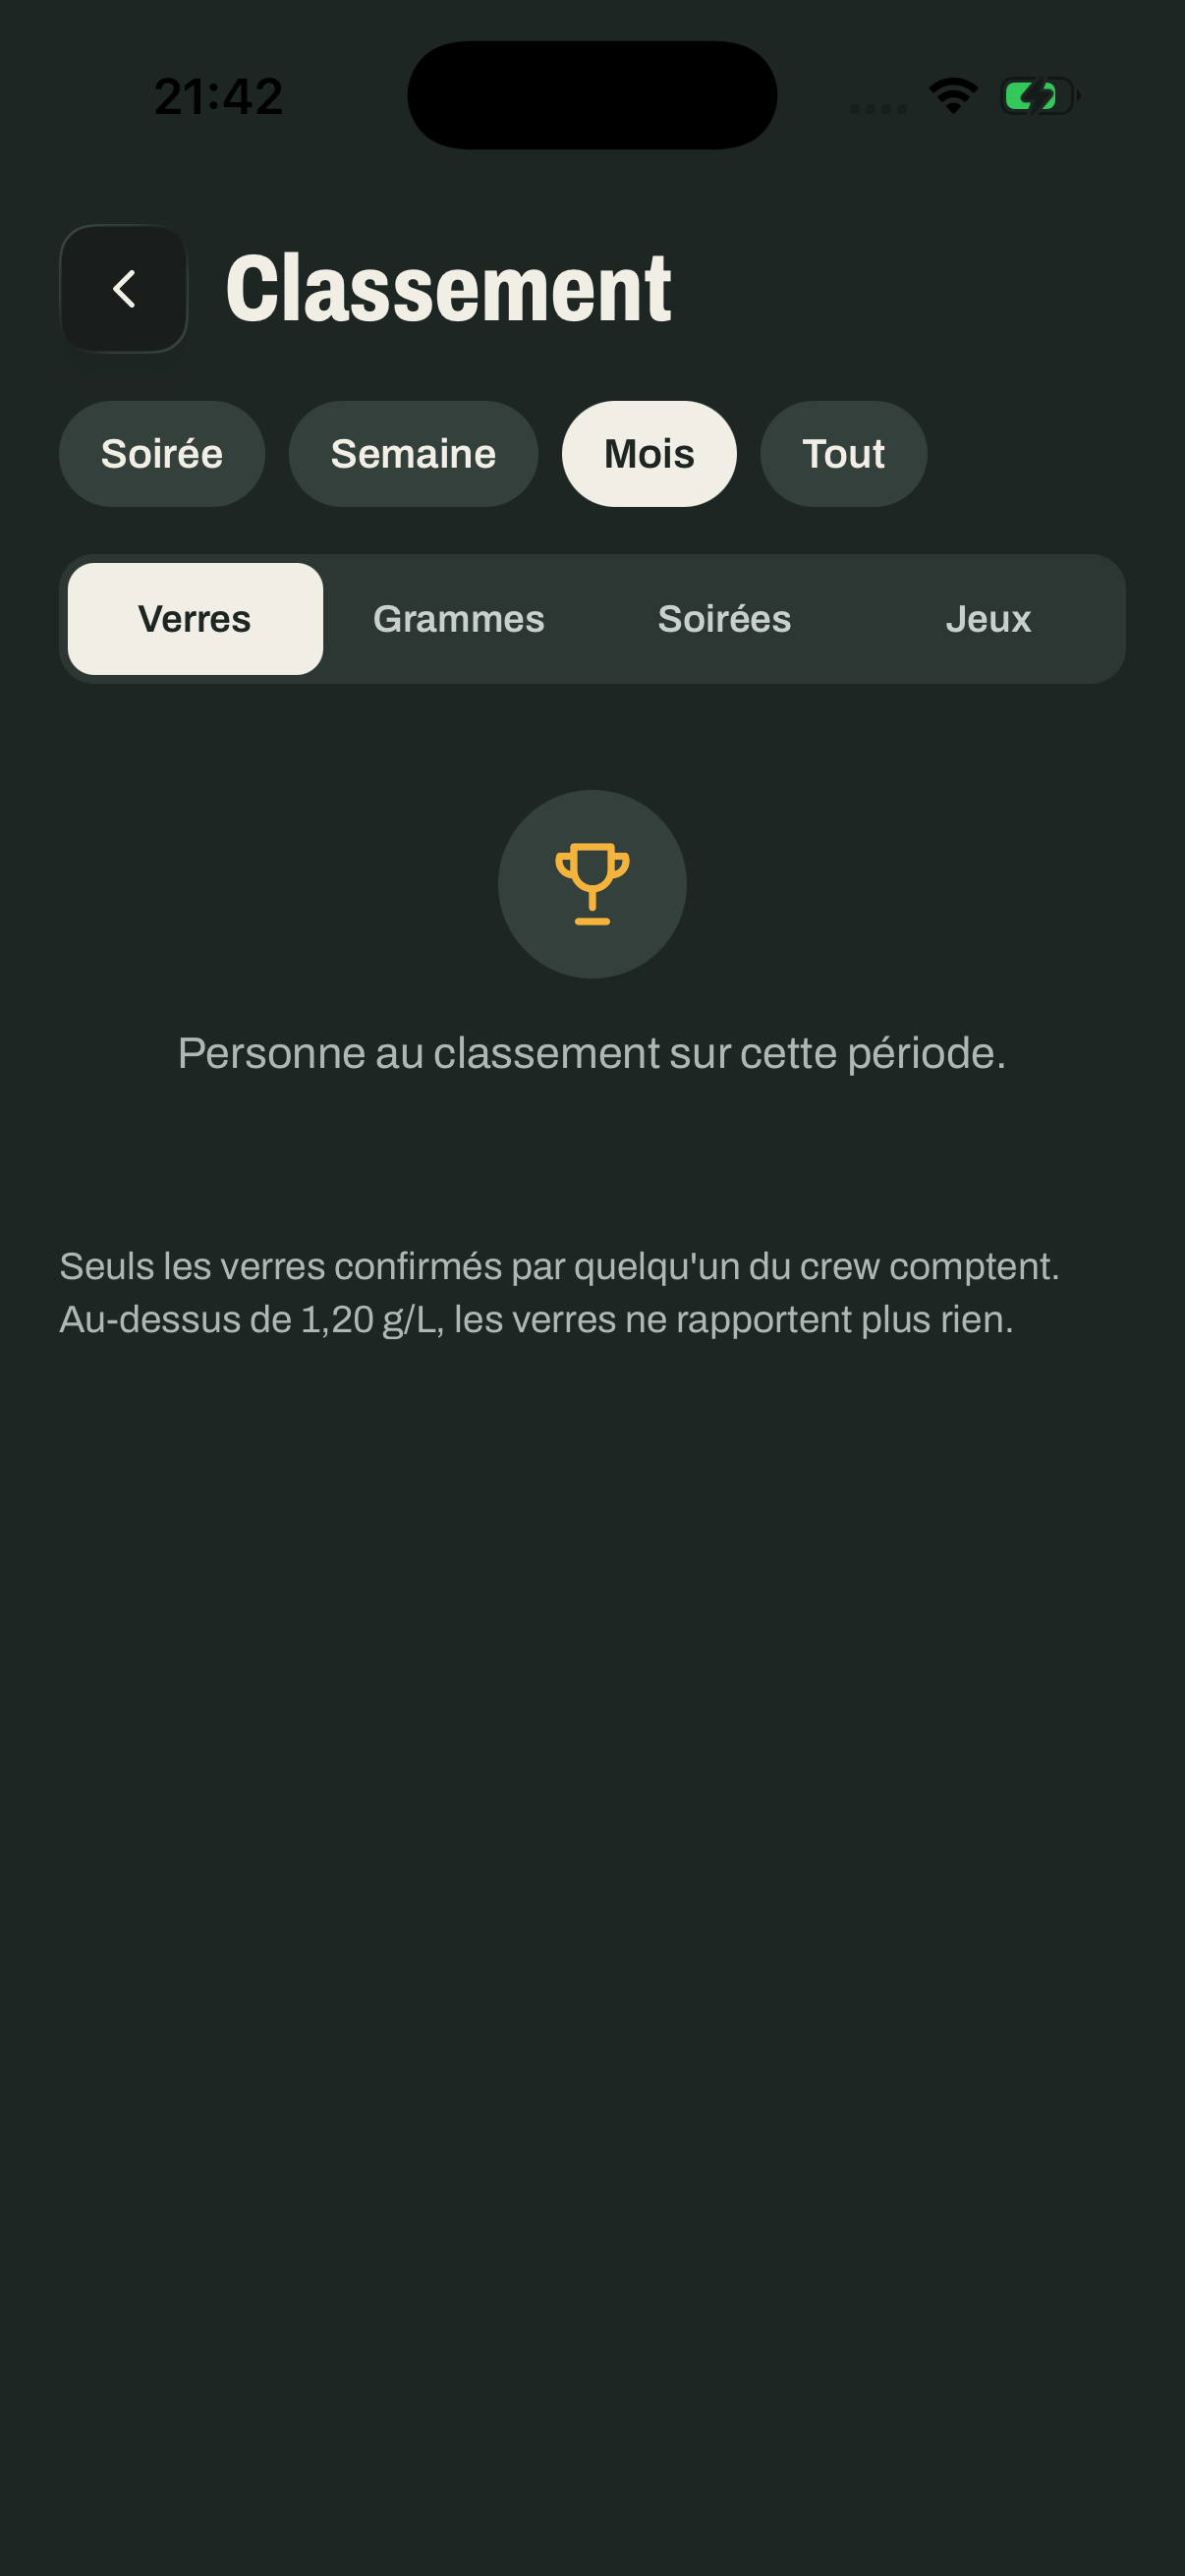 21:42
Classement
Soirée
Semaine
Mois
Tout
Verres
Grammes
Soirées
Jeux
Personne au classement sur cette période.
Seuls les verres confirmés par quelqu'un du crew comptent.
Au-dessus de 1,20 g/L, les verres ne rapportent plus rien.